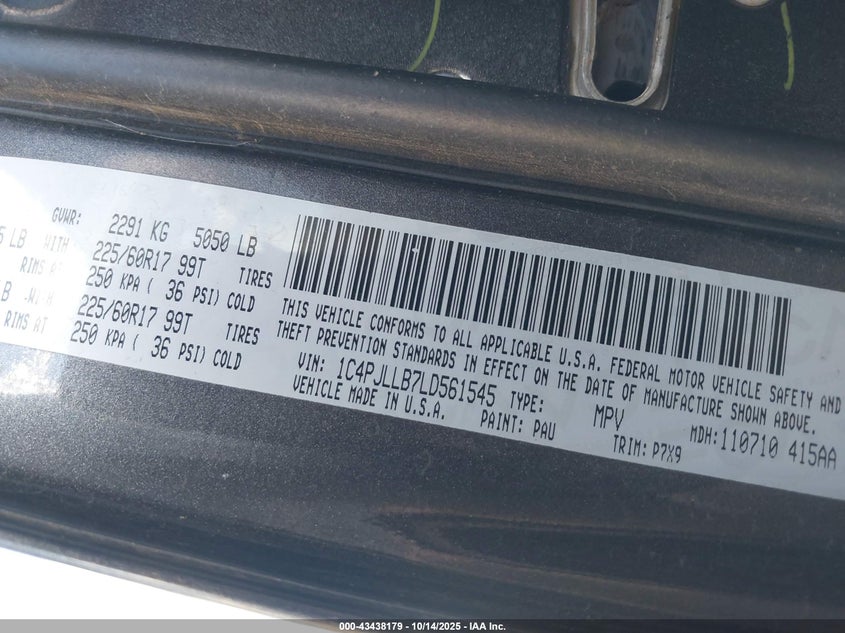 GVWR: 2291 KG 5050 LB
LB WITH 225/60R17 99T TIRES
RIMS AT 250 KPA ( 36 PSI) COLD
LB WITH 225/60R17 99T TIRES
RIMS AT 250 KPA ( 36 PSI) COLD
THIS VEHICLE CONFORMS TO ALL APPLICABLE U.S.A. FEDERAL MOTOR VEHICLE SAFETY AND
THEFT PREVENTION STANDARDS IN EFFECT ON THE DATE OF MANUFACTURE SHOWN ABOVE.
VIN: 1C4PJLLB7LD561545 TYPE: MPV MDH: 110710 415AA
VEHICLE MADE IN U.S.A. PAINT: PAU TRIM: P7X9
000-43438179 - 10/14/2025 - IAA Inc.